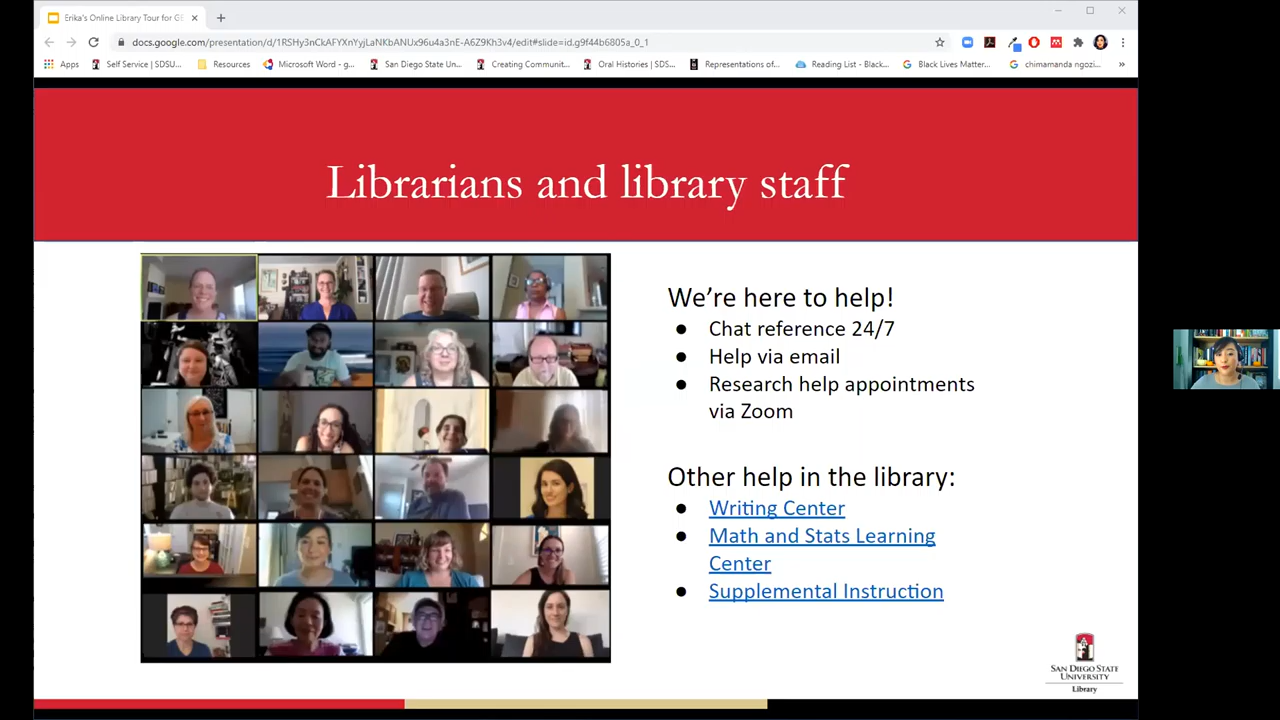 Erika's Online Library Tour for GE
docs.google.com/presentation/d/1RSHy3nCkAFYXnYvjLaNKbANUx96u4a3nE-A6Z9Kh3v4/edit#slide=id.g9f44b6805a_0_1
Apps Self Service | SDSU... Resources Microsoft Word - g... San Diego State Un... Creating Communit... Oral Histories | SDS... Representations of... Reading List - Black... Black Lives Matter... chimamanda ngozi... »
Librarians and library staff
We're here to help!
● Chat reference 24/7
● Help via email
● Research help appointments
via Zoom
Other help in the library:
● Writing Center
● Math and Stats Learning
Center
● Supplemental Instruction
SAN DIEGO STATE
UNIVERSITY
Library